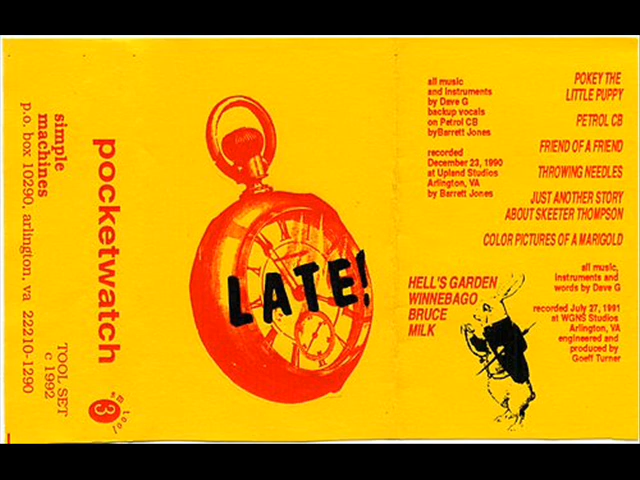 simple
machines
p.o. box 10290, arlington, va 22210-1290
pocketwatch
TOOL SET
c 1992
sm tool
3
LATE!
all music
and instruments
by Dave G
backup vocals
on Petrol CB
byBarrett Jones
recorded
December 23, 1990
at Upland Studios
Arlington, VA
by Barrett Jones
POKEY THE
LITTLE PUPPY
PETROL CB
FRIEND OF A FRIEND
THROWING NEEDLES
JUST ANOTHER STORY
ABOUT SKEETER THOMPSON
COLOR PICTURES OF A MARIGOLD
HELL'S GARDEN
WINNEBAGO
BRUCE
MILK
all music,
instruments and
words by Dave G
recorded July 27, 1991
at WGNS Studios
Arlington, VA
engineered and
produced by
Geoff Turner